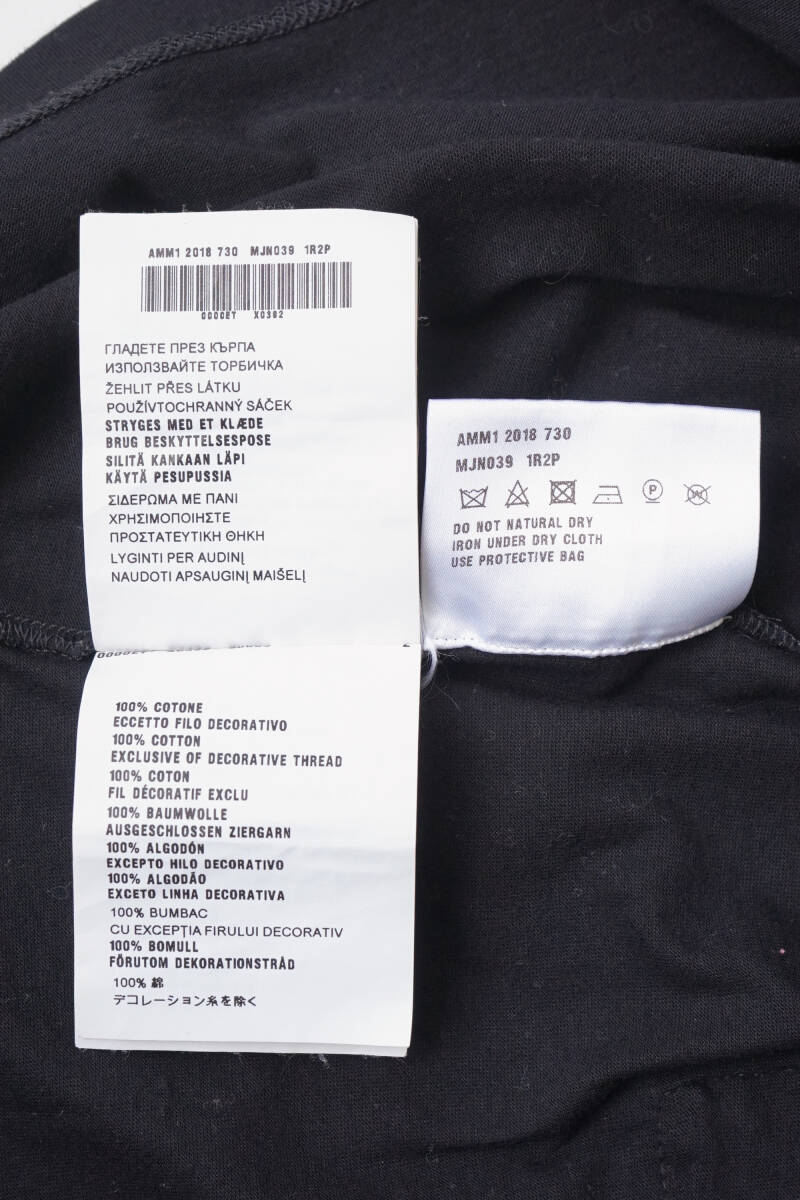 AMM1 2018 730 MJN039 1R2P
0000ET X0382
ГЛАДЕТЕ ПРЕЗ КЪРПА
ИЗПОЛЗВАЙТЕ ТОРБИЧКА
ŽEHLIT PŘES LÁTKU
POUŽÍVTOCHRANNÝ SÁČEK
STRYGES MED ET KLÆDE
BRUG BESKYTTELSESPOSE
SILITÄ KANKAAN LÄPI
KÄYTÄ PESUPUSSIA
ΣΙΔΕΡΩΜΑ ΜΕ ΠΑΝΙ
ΧΡΗΣΙΜΟΠΟΙΗΣΤΕ
ΠΡΟΣΤΑΤΕΥΤΙΚΗ ΘΗΚΗ
LYGINTI PER AUDINĮ
NAUDOTI APSAUGINĮ MAIŠELĮ
100% COTONE
ECCETTO FILO DECORATIVO
100% COTTON
EXCLUSIVE OF DECORATIVE THREAD
100% COTON
FIL DÉCORATIF EXCLU
100% BAUMWOLLE
AUSGESCHLOSSEN ZIERGARN
100% ALGODÓN
EXCEPTO HILO DECORATIVO
100% ALGODÃO
EXCETO LINHA DECORATIVA
100% BUMBAC
CU EXCEPŢIA FIRULUI DECORATIV
100% BOMULL
FÖRUTOM DEKORATIONSTRÅD
100% 綿
デコレーション糸を除く
AMM1 2018 730
MJN039 1R2P
P
W
DO NOT NATURAL DRY
IRON UNDER DRY CLOTH
USE PROTECTIVE BAG